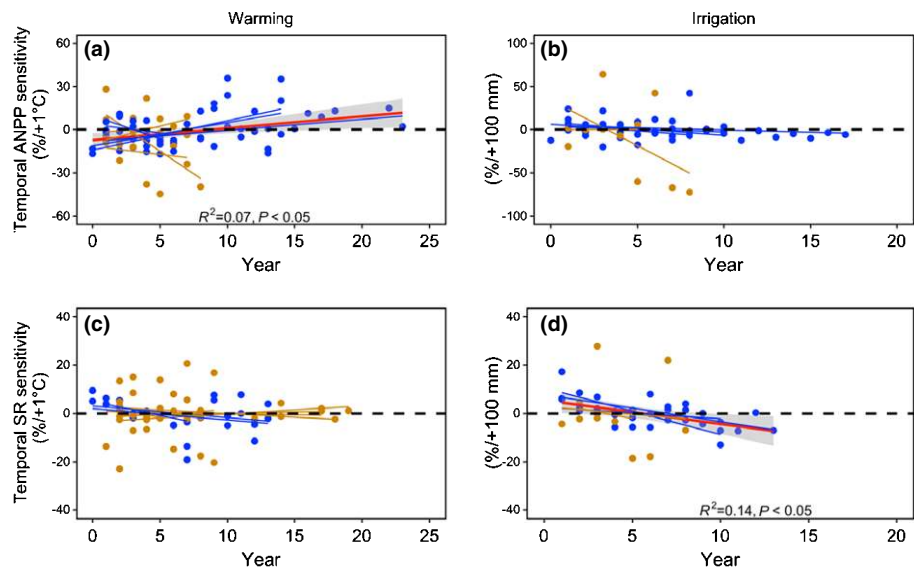 Warming
Irrigation
(a)
Temporal ANPP sensitivity
(%/+1°C)
60
30
0
-30
-60
R²=0.07, P < 0.05
0 5 10 15 20 25
Year
(b)
(%/+100 mm)
100
50
0
-50
-100
0 5 10 15 20
Year
(c)
Temporal SR sensitivity
(%/+1°C)
40
20
0
-20
-40
0 5 10 15 20 25
Year
(d)
(%/+100 mm)
40
20
0
-20
-40
R²=0.14, P < 0.05
0 5 10 15 20
Year